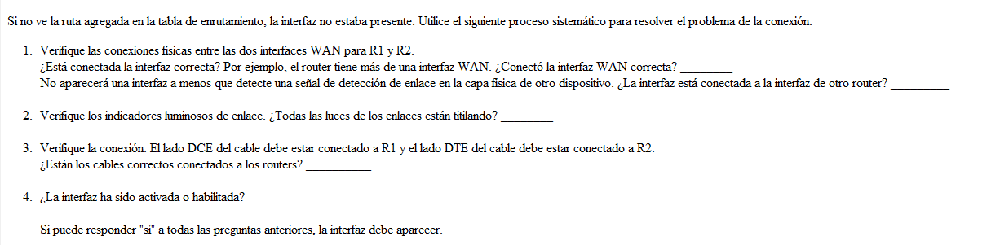 Si no ve la ruta agregada en la tabla de enrutamiento, la interfaz no estaba presente. Utilice el siguiente proceso sistemático para resolver el problema de la conexión.
1. Verifique las conexiones físicas entre las dos interfaces WAN para R1 y R2.
¿Está conectada la interfaz correcta? Por ejemplo, el router tiene más de una interfaz WAN. ¿Conectó la interfaz WAN correcta? _________
No aparecerá una interfaz a menos que detecte una señal de detección de enlace en la capa física de otro dispositivo. ¿La interfaz está conectada a la interfaz de otro router? __________
2. Verifique los indicadores luminosos de enlace. ¿Todas las luces de los enlaces están titilando? _________
3. Verifique la conexión. El lado DCE del cable debe estar conectado a R1 y el lado DTE del cable debe estar conectado a R2.
¿Están los cables correctos conectados a los routers? ___________
4. ¿La interfaz ha sido activada o habilitada?_________
Si puede responder "sí" a todas las preguntas anteriores, la interfaz debe aparecer.